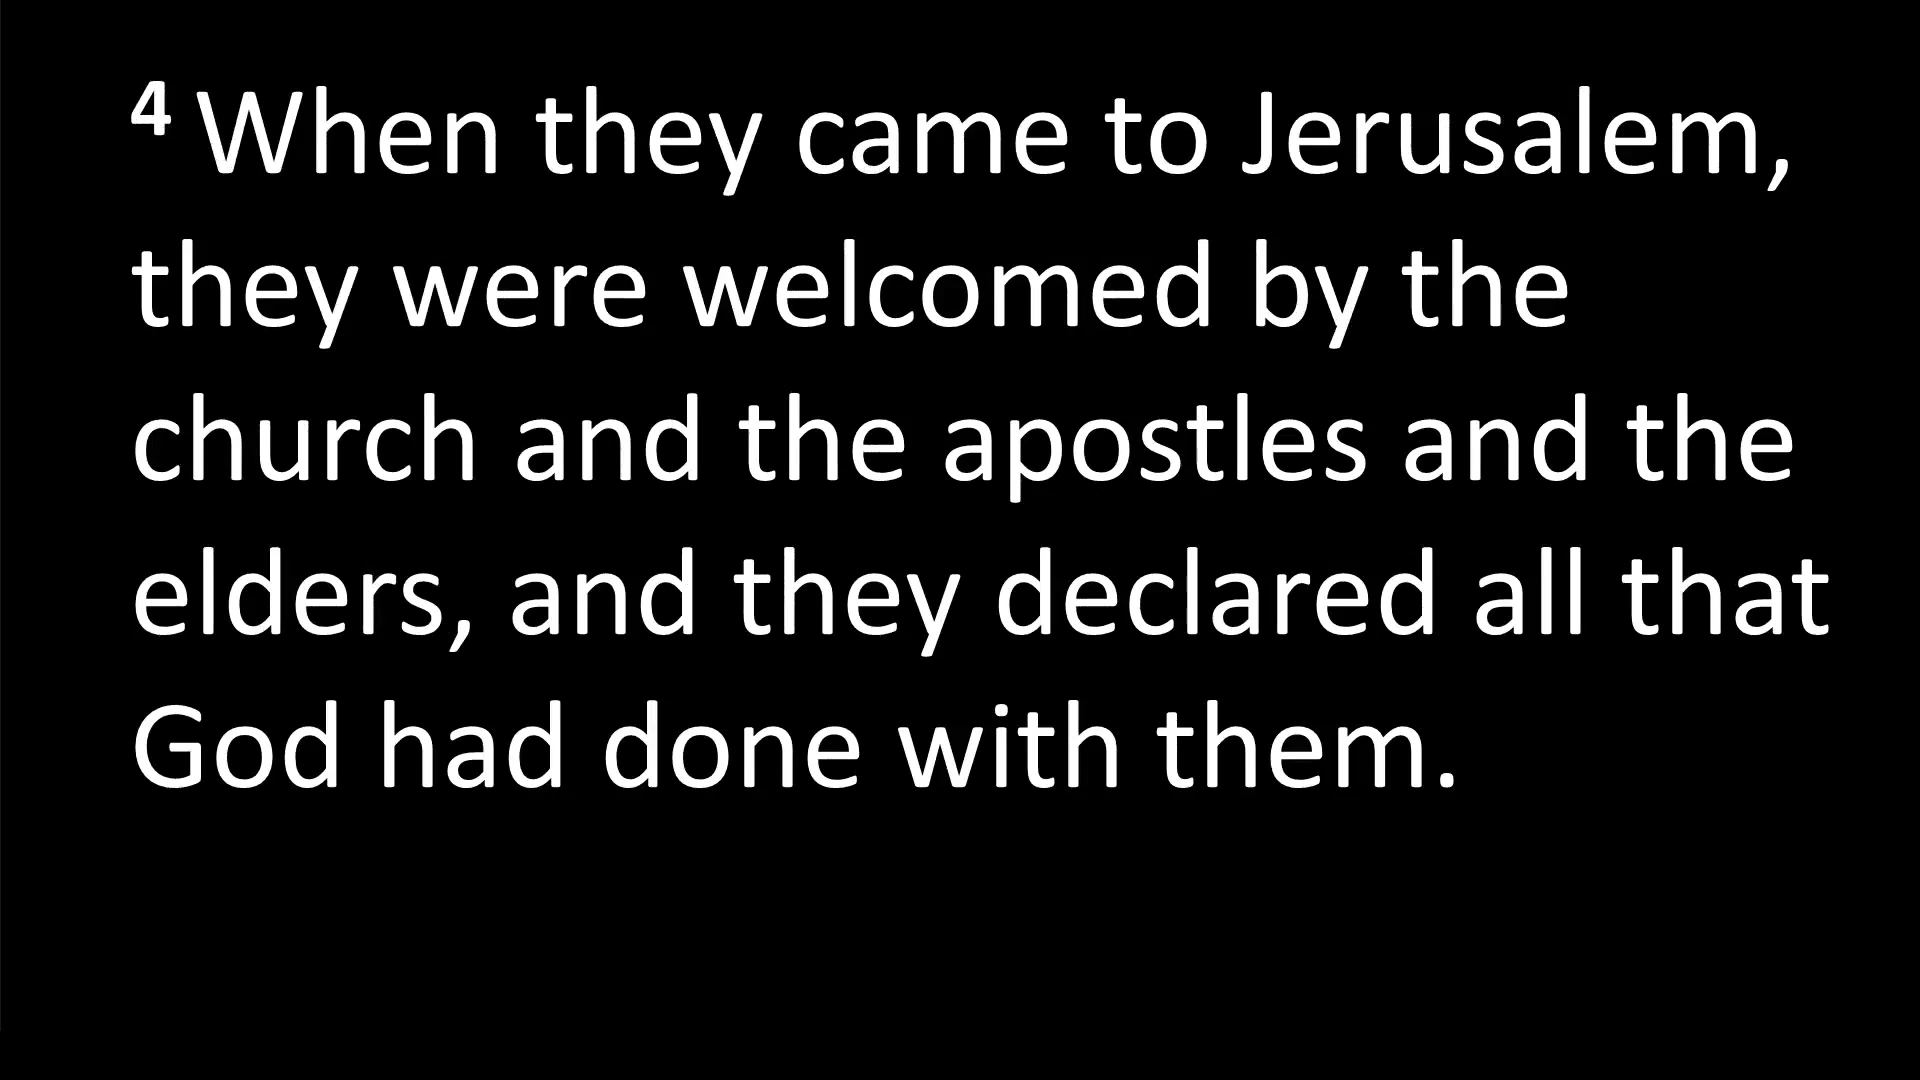 4 When they came to Jerusalem,
they were welcomed by the
church and the apostles and the
elders, and they declared all that
God had done with them.